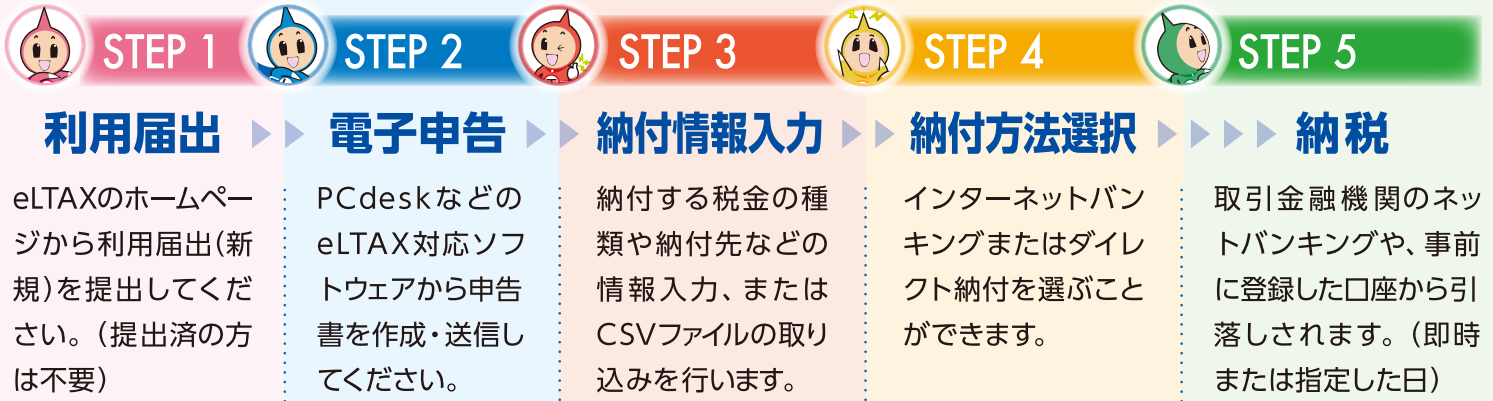 STEP 1
利用届出
eLTAXのホームペー
ジから利用届出(新
規)を提出してくだ
さい。(提出済の方
は不要)
STEP 2
電子申告
PCdeskなどの
eLTAX対応ソフ
トウェアから申告
書を作成・送信し
てください。
STEP 3
納付情報入力
納付する税金の種
類や納付先などの
情報入力、または
CSVファイルの取り
込みを行います。
STEP 4
納付方法選択
インターネットバン
キングまたはダイレ
クト納付を選ぶこと
ができます。
STEP 5
納税
取引金融機関のネッ
トバンキングや、事前
に登録した口座から引
落しされます。(即時
または指定した日)